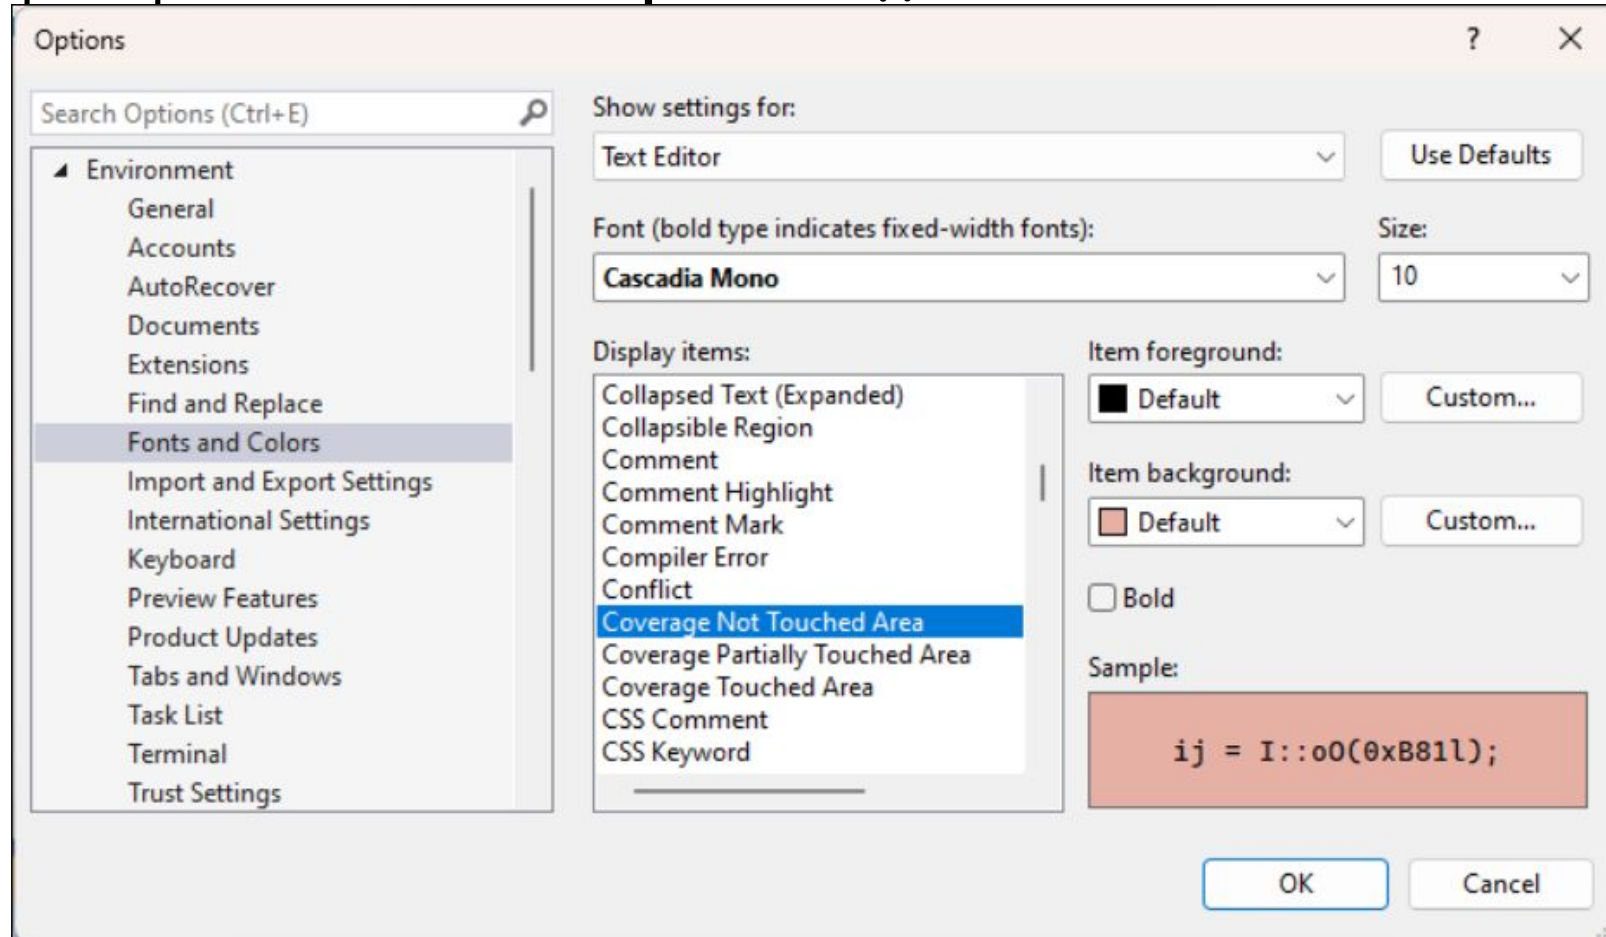 Options
?
Search Options (Ctrl+E)
Environment
General
Accounts
AutoRecover
Documents
Extensions
Find and Replace
Fonts and Colors
Import and Export Settings
International Settings
Keyboard
Preview Features
Product Updates
Tabs and Windows
Task List
Terminal
Trust Settings
Show settings for:
Text Editor
Use Defaults
Font (bold type indicates fixed-width fonts):
Size:
Cascadia Mono
10
Display items:
Collapsed Text (Expanded)
Collapsible Region
Comment
Comment Highlight
Comment Mark
Compiler Error
Conflict
Coverage Not Touched Area
Coverage Partially Touched Area
Coverage Touched Area
CSS Comment
CSS Keyword
Item foreground:
Default
Custom...
Item background:
Default
Custom...
Bold
Sample:
ij = I::oO(0xB81l);
OK
Cancel